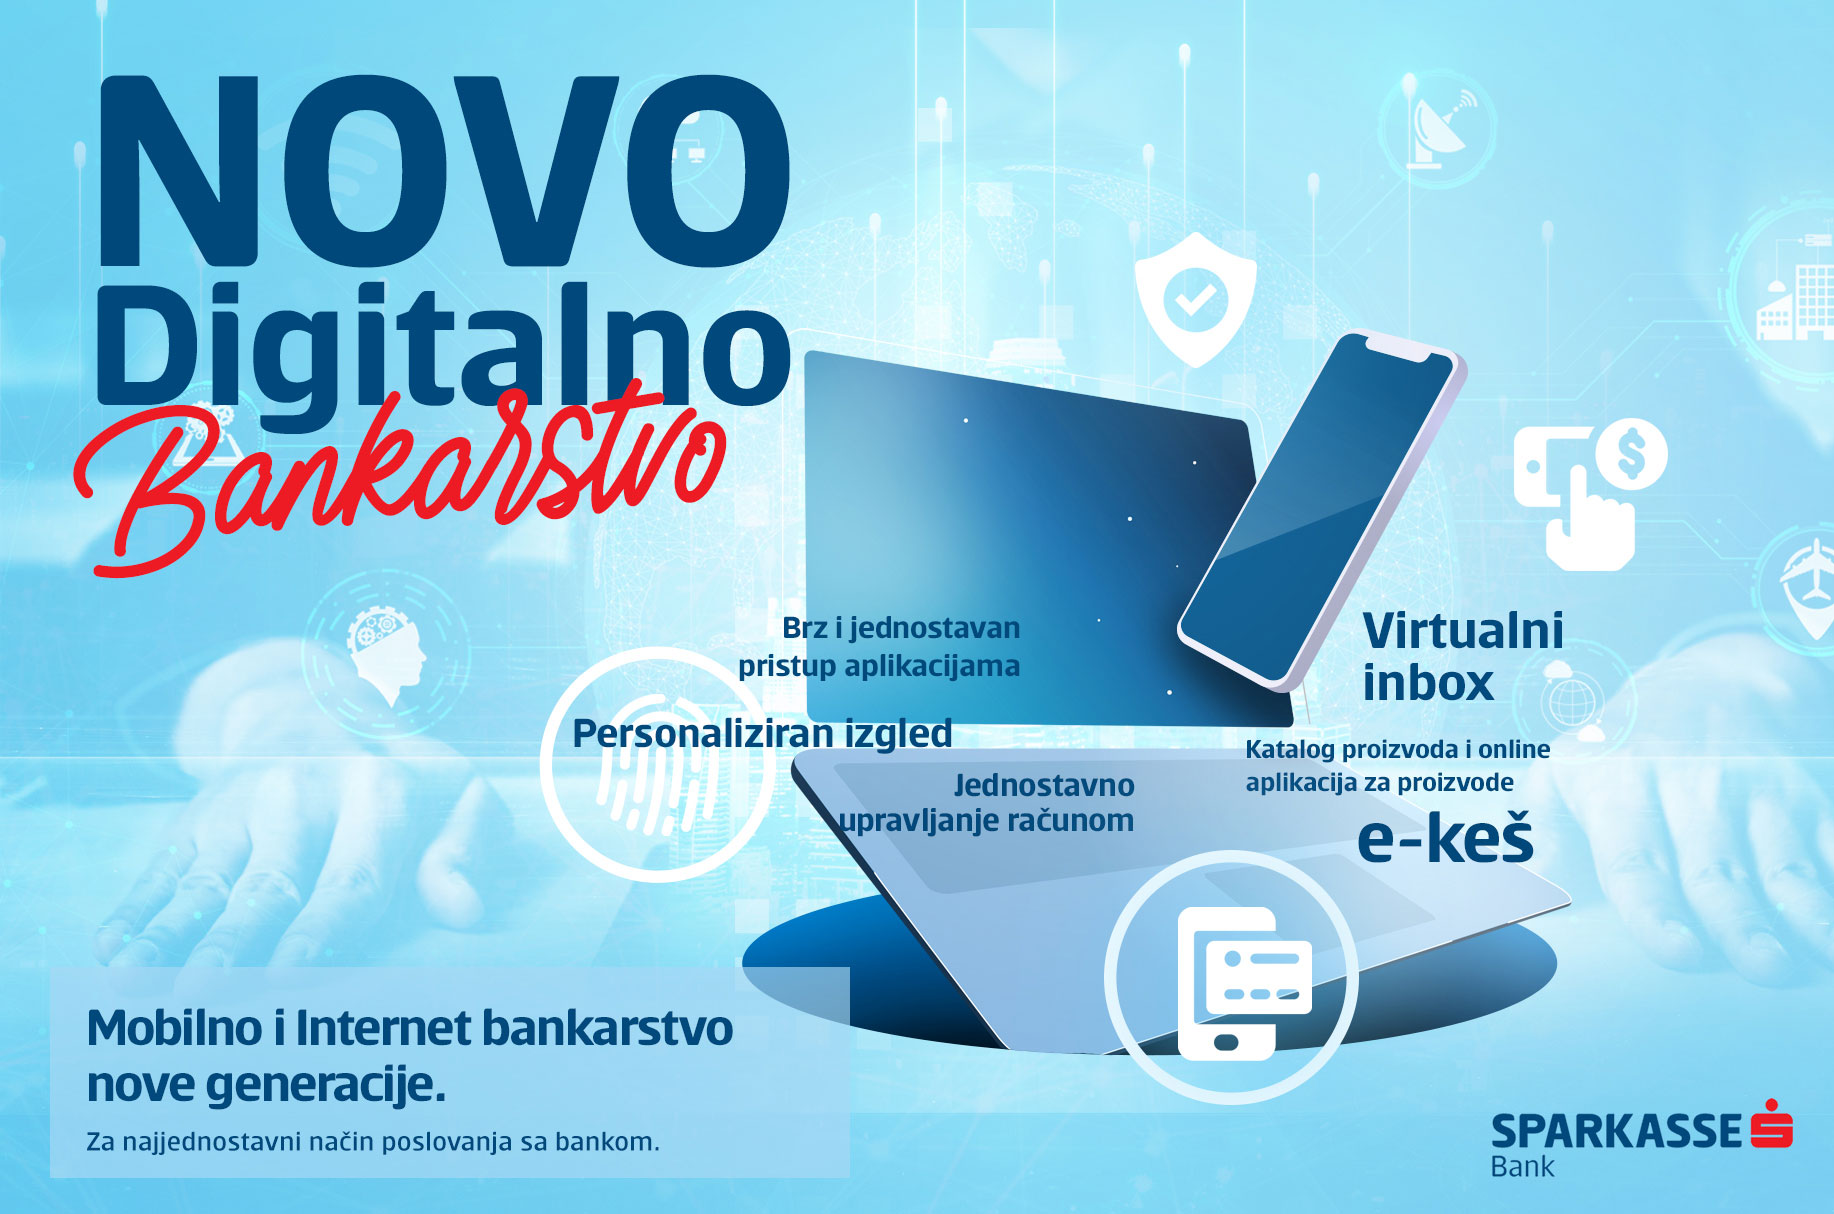 NOVO
Digitalno
Bankarstvo
Brz i jednostavan
pristup aplikacijama
Personaliziran izgled
Jednostavno
upravljanje računom
Virtualni
inbox
Katalog proizvoda i online
aplikacija za proizvode
e-keš
Mobilno i Internet bankarstvo
nove generacije.
Za najjednostavni način poslovanja sa bankom.
SPARKASSE
Bank